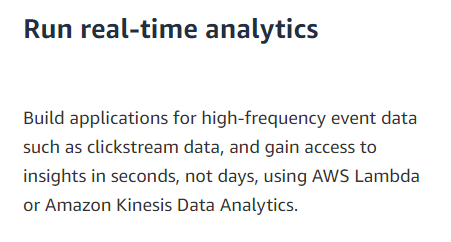 Run real-time analytics
Build applications for high-frequency event data
such as clickstream data, and gain access to
insights in seconds, not days, using AWS Lambda
or Amazon Kinesis Data Analytics.